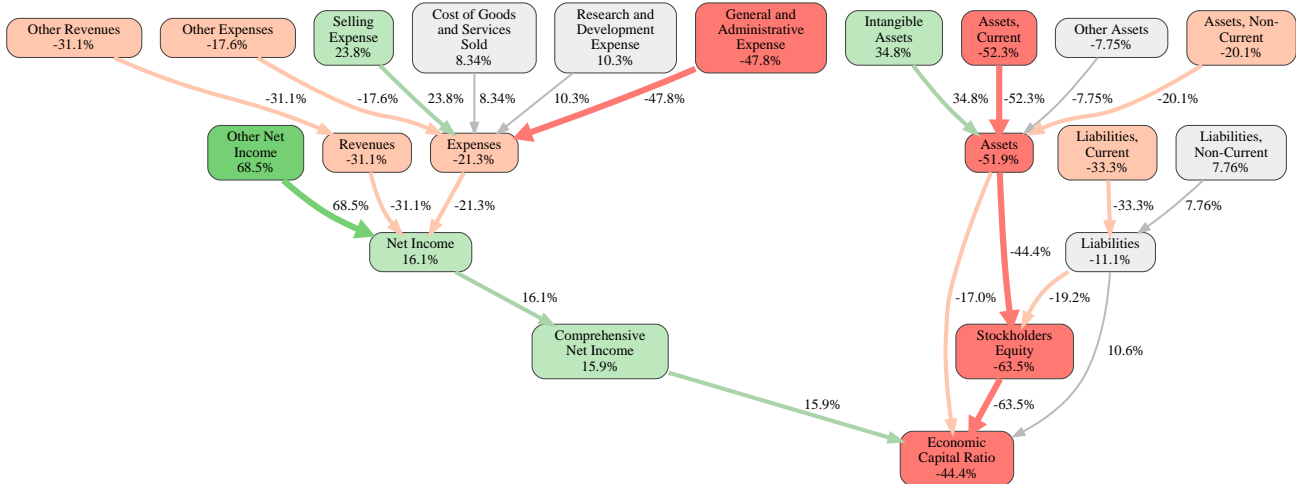 Other Revenues
-31.1%
Other Expenses
-17.6%
Selling
Expense
23.8%
Cost of Goods
and Services
Sold
8.34%
Research and
Development
Expense
10.3%
General and
Administrative
Expense
-47.8%
Intangible
Assets
34.8%
Assets,
Current
-52.3%
Other Assets
-7.75%
Assets, Non-
Current
-20.1%
-31.1%
-17.6%
23.8%
8.34%
10.3%
-47.8%
34.8%
-52.3%
-7.75%
-20.1%
Other Net
Income
68.5%
Revenues
-31.1%
Expenses
-21.3%
Assets
-51.9%
Liabilities,
Current
-33.3%
Liabilities,
Non-Current
7.76%
68.5%
-31.1%
-21.3%
-33.3%
7.76%
Net Income
16.1%
-44.4%
Liabilities
-11.1%
16.1%
-17.0%
-19.2%
Comprehensive
Net Income
15.9%
Stockholders
Equity
-63.5%
10.6%
15.9%
-63.5%
Economic
Capital Ratio
-44.4%